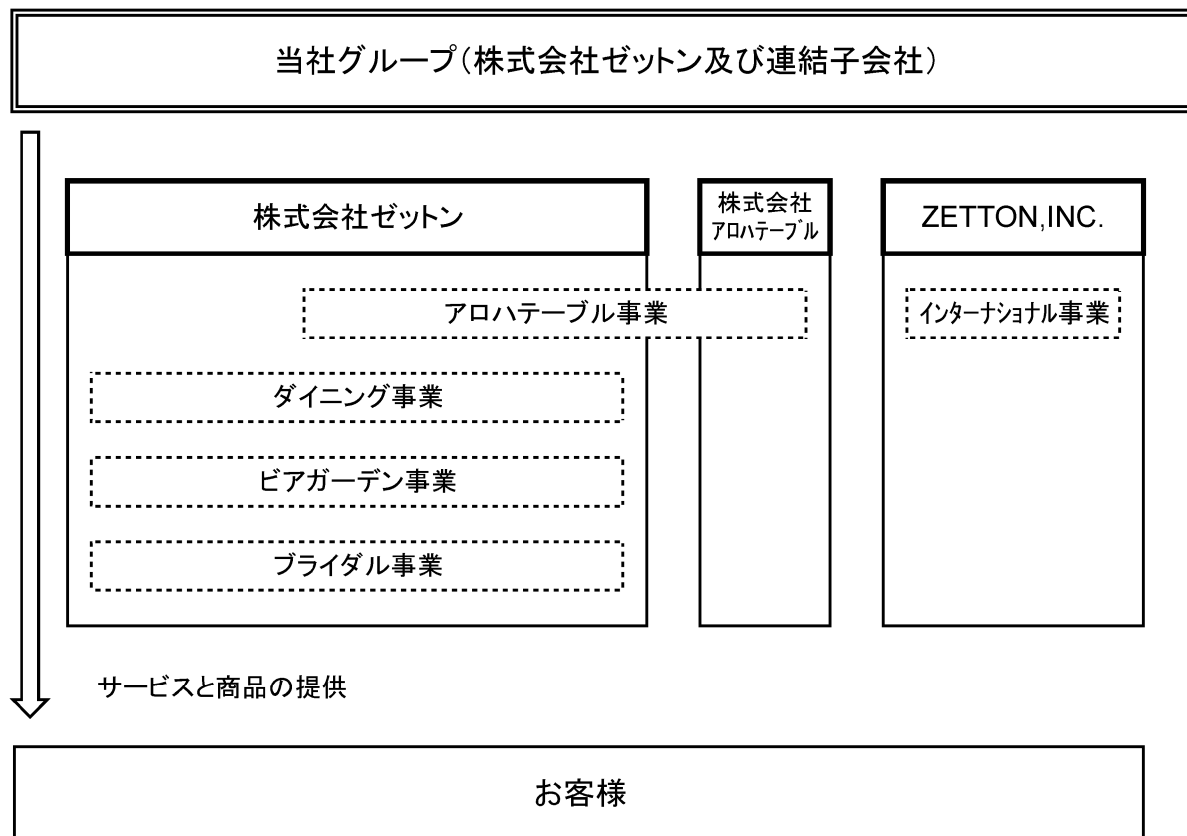 当社グループ（株式会社ゼットン及び連結子会社）
株式会社ゼットン
株式会社
ｱﾛﾊﾃｰﾌﾞﾙ
ZETTON,INC.
アロハテーブル事業
ｲﾝﾀｰﾅｼｮﾅﾙ事業
ダイニング事業
ビアガーデン事業
ブライダル事業
サービスと商品の提供
お客様